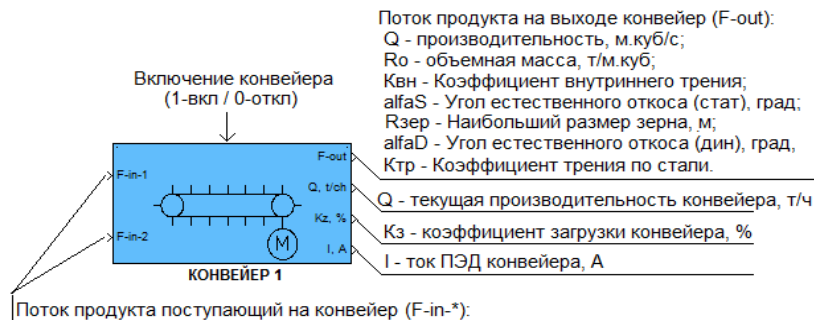 Поток продукта на выходе конвейер (F-out):
Q - производительность, м.куб/с;
Ro - объемная масса, т/м.куб;
Квн - Коэффициент внутриннего трения;
alfaS - Угол естественного откоса (стат), град;
Rзер - Наибольший размер зерна, м;
alfaD - Угол естественного откоса (дин), град,
Ктр - Коэффициент трения по стали.
Включение конвейера
(1-вкл / 0-откл)
F-out
F-in-1
Q, t/ch
Q - текущая производительность конвейера, т/ч
Kz, %
Кз - коэффициент загрузки конвейера, %
F-in-2
M
I, A
I - ток ПЭД конвейера, А
КОНВЕЙЕР 1
Поток продукта поступающий на конвейер (F-in-*):